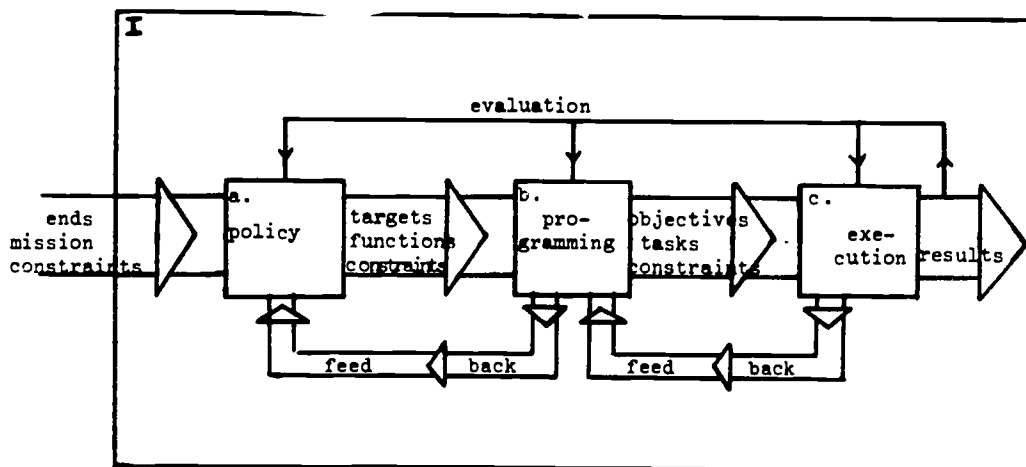 I
evaluation
a.
policy
ends
mission
constraints
targets
functions
constraints
b.
pro-
gramming
objectives
tasks
constraints
c.
exe-
cution
results
feed back
feed back